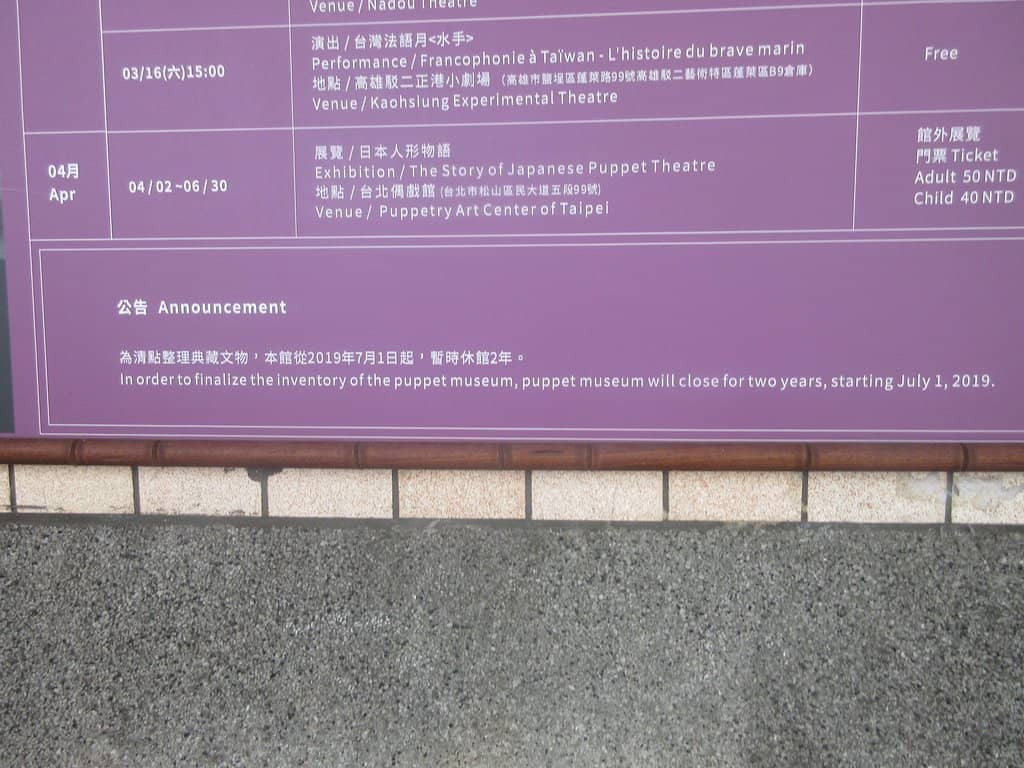 Venue / Nadou Theatre
03/16(六)15:00
演出 / 台灣法語月<水手>
Performance / Francophonie à Taïwan - L'histoire du brave marin
地點 / 高雄駁二正港小劇場 (高雄市鹽埕區蓬萊路99號高雄駁二藝術特區蓬萊區B9倉庫)
Venue / Kaohsiung Experimental Theatre
Free
04月
Apr
04/02~06/30
展覽 / 日本人形物語
Exhibition / The Story of Japanese Puppet Theatre
地點 / 台北偶戲館 (台北市松山區市民大道五段99號)
Venue / Puppetry Art Center of Taipei
館外展覽
門票 Ticket
Adult 50 NTD
Child 40 NTD
公告 Announcement
為清點整理典藏文物，本館從2019年7月1日起，暫時休館2年。
In order to finalize the inventory of the puppet museum, puppet museum will close for two years, starting July 1, 2019.